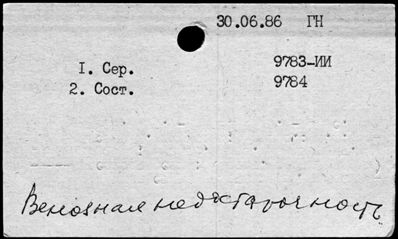 30.06.86 ГН
1. Сер. 9783-ИИ
2. Сост. 9784
Венозная недостаточность